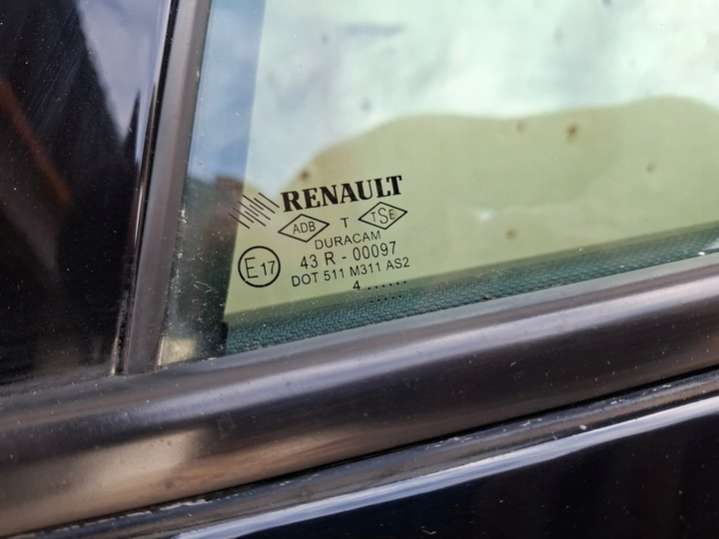 RENAULT
ADB T TSE
DURACAM
E17 43 R - 00097
DOT 511 M311 AS2
4......